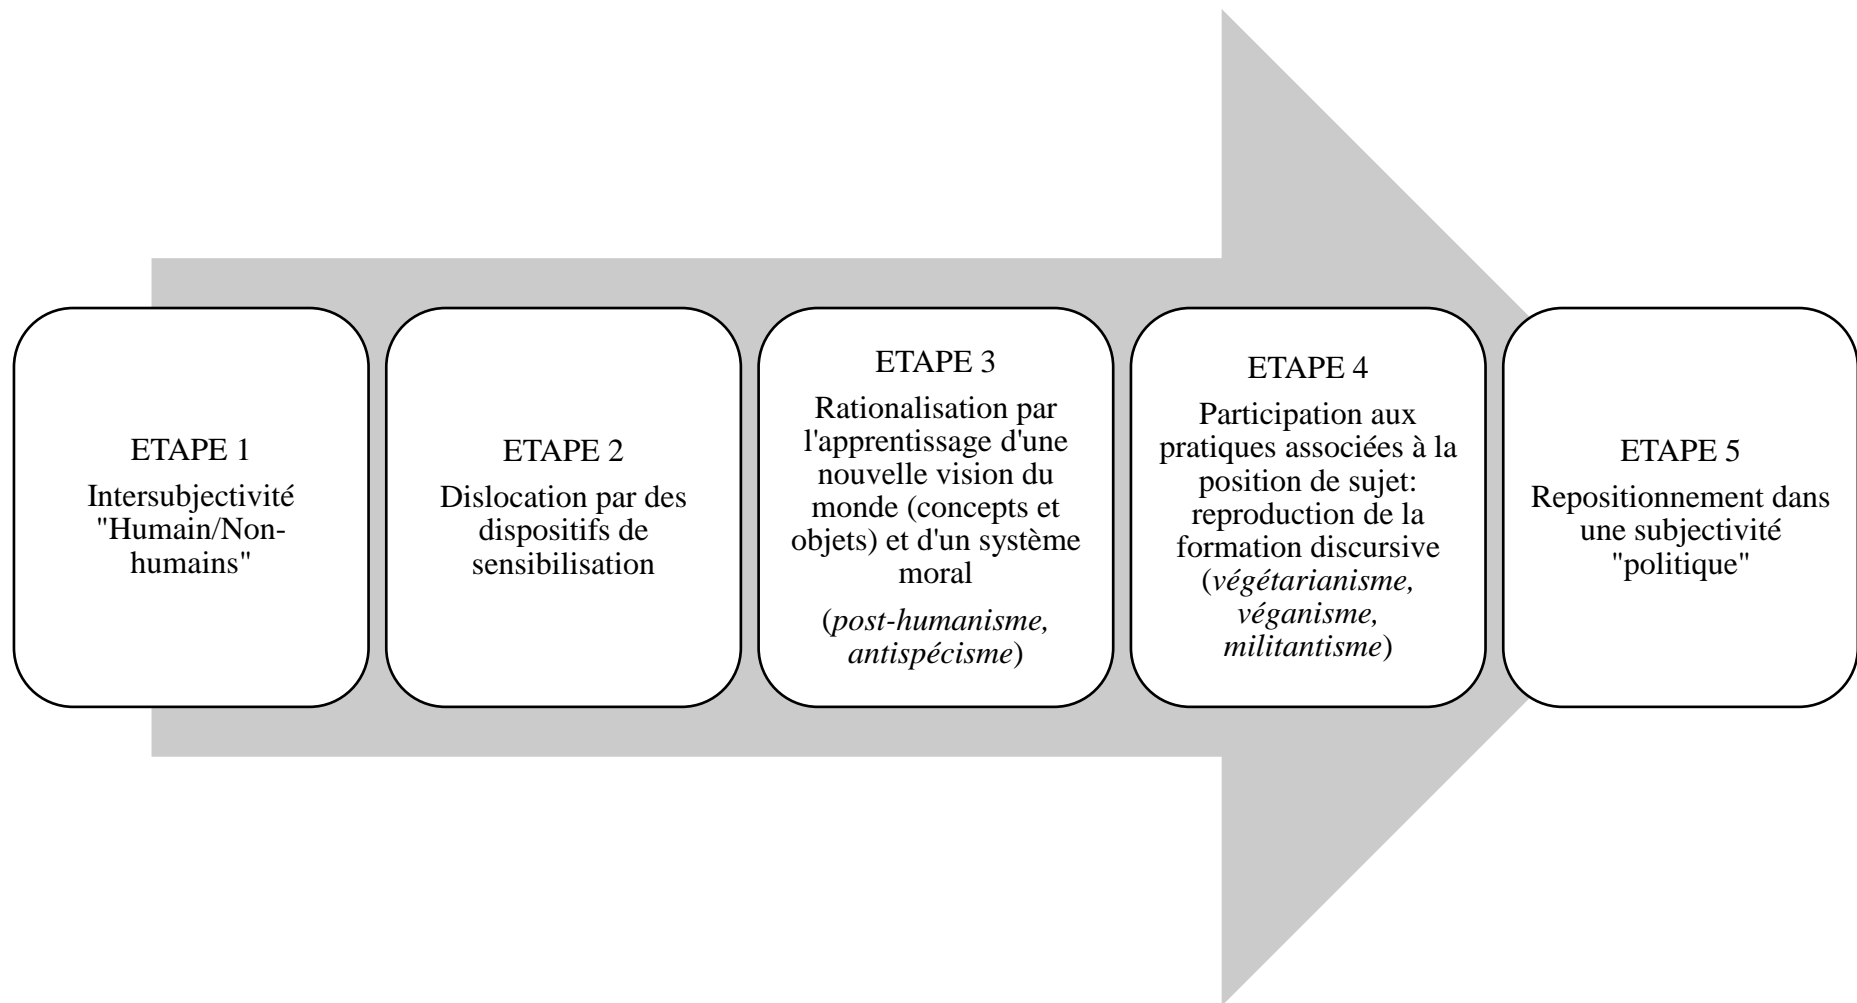 ETAPE 1
Intersubjectivité
"Humain/Non-
humains"
ETAPE 2
Dislocation par des
dispositifs de
sensibilisation
ETAPE 3
Rationalisation par
l'apprentissage d'une
nouvelle vision du
monde (concepts et
objets) et d'un système
moral
(post-humanisme,
antispécisme)
ETAPE 4
Participation aux
pratiques associées à la
position de sujet:
reproduction de la
formation discursive
(végétarianisme,
véganisme,
militantisme)
ETAPE 5
Repositionnement dans
une subjectivité
"politique"